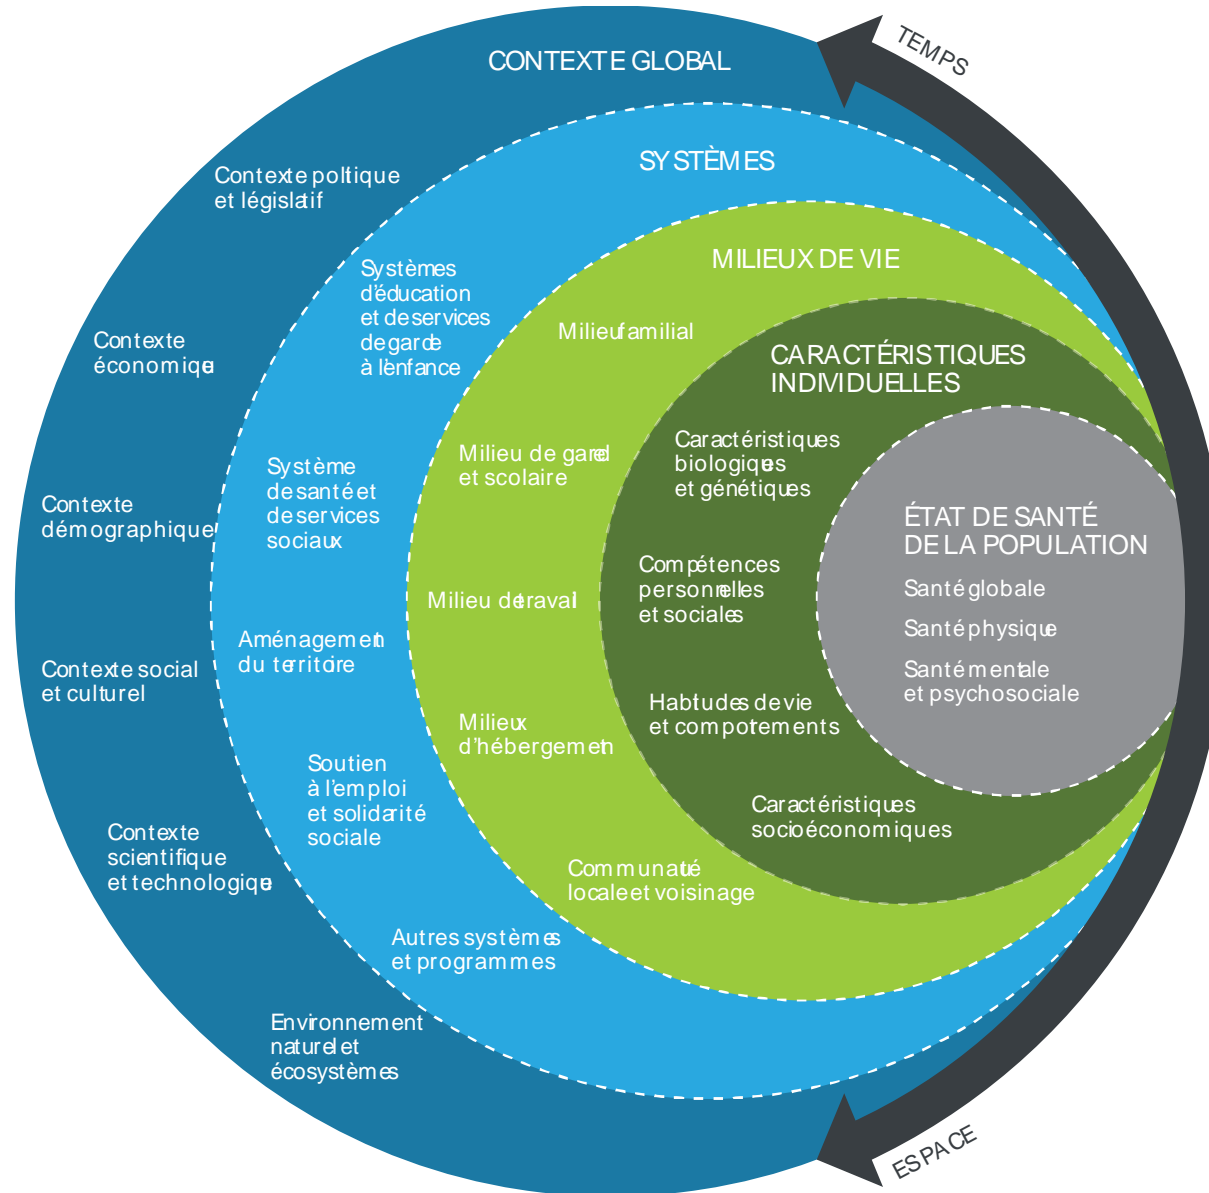 CONTEXTE GLOBAL
TEMPS
Contexte politique
et législatif
Contexte
économique
Contexte
démographique
Contexte social
et culturel
Contexte
scientifique
et technologique
Environnement
naturel et
écosystèmes
SYSTÈMES
Systèmes
d'éducation
et de services
de garde
à l'enfance
Système
de santé et
de services
sociaux
Aménagement
du territoire
Soutien
à l'emploi
et solidarité
sociale
Autres systèmes
et programmes
MILIEUX DE VIE
Milieu familial
Milieu de garde
et scolaire
Milieu de travail
Milieux
d'hébergement
Communauté
locale et voisinage
CARACTÉRISTIQUES
INDIVIDUELLES
Caractéristiques
biologiques
et génétiques
Compétences
personnelles
et sociales
Habitudes de vie
et comportements
Caractéristiques
socioéconomiques
ÉTAT DE SANTÉ
DE LA POPULATION
Santé globale
Santé physique
Santé mentale
et psychosociale
ESPACE